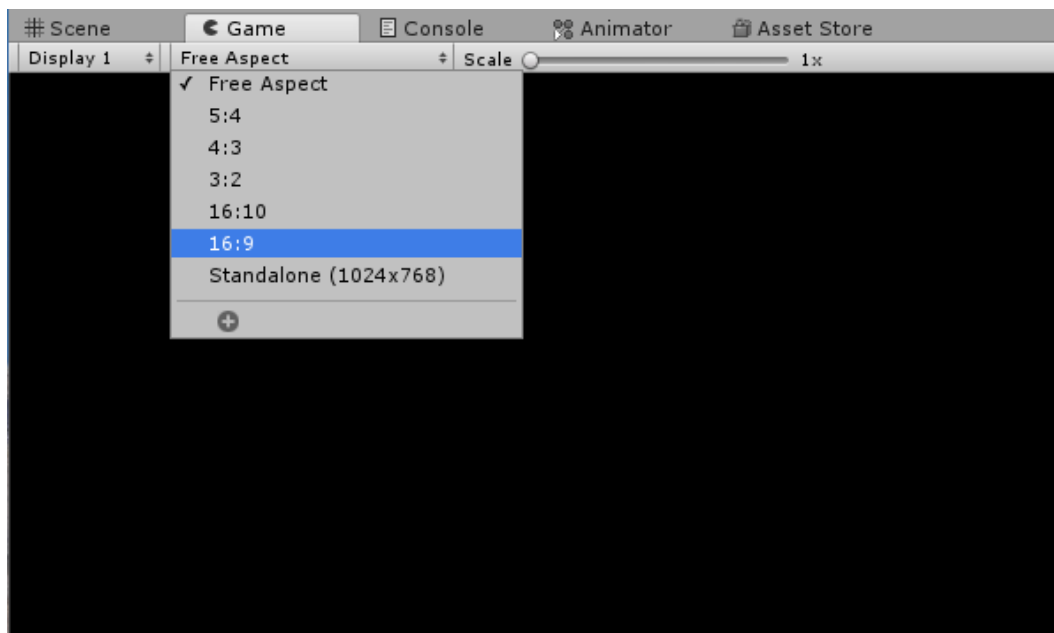 Scene Game Console Animator Asset Store
Display 1 Free Aspect Scale 1x
✓ Free Aspect
5:4
4:3
3:2
16:10
16:9
Standalone (1024x768)